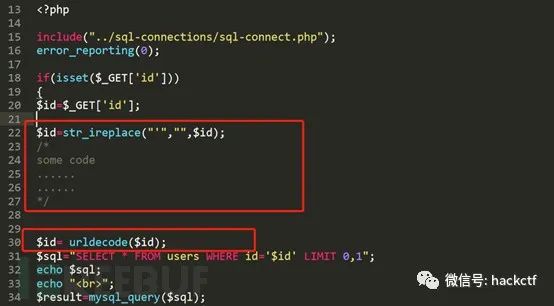 13 <?php
14
15 include("../sql-connections/sql-connect.php");
16 error_reporting(0);
17
18 if(isset($_GET['id']))
19 {
20 $id=$_GET['id'];
21
22 $id=str_ireplace("'","",$id);
23 /*
24 some code
25 ......
26 ......
27 */
28
29
30 $id= urldecode($id);
31 $sql="SELECT * FROM users WHERE id='$id' LIMIT 0,1";
32 echo $sql;
33 echo "<br>";
34 $result=mysql_query($sql);
微信号: hackctf